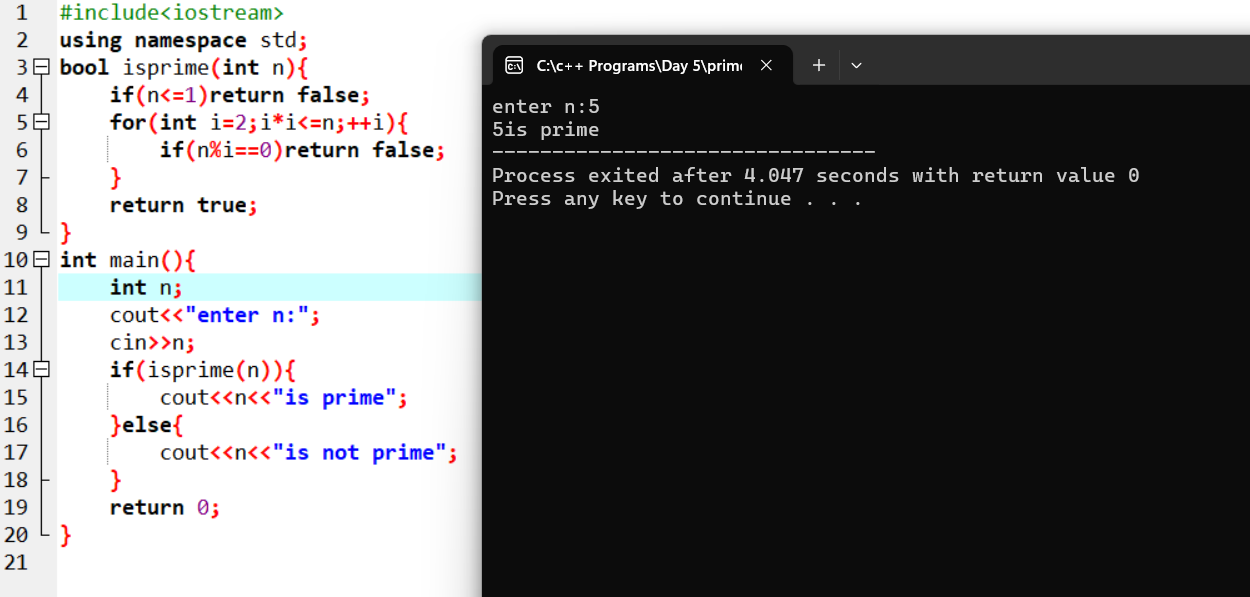 1 #include<iostream>
2 using namespace std;
3 bool isprime(int n){
4 if(n<=1)return false;
5 for(int i=2;i*i<=n;++i){
6 if(n%i==0)return false;
7 }
8 return true;
9 }
10 int main(){
11 int n;
12 cout<<"enter n:";
13 cin>>n;
14 if(isprime(n)){
15 cout<<n<<"is prime";
16 }else{
17 cout<<n<<"is not prime";
18 }
19 return 0;
20 }
21
C:\c++ Programs\Day 5\prim
enter n:5
5is prime
--------------------------------
Process exited after 4.047 seconds with return value 0
Press any key to continue . . .